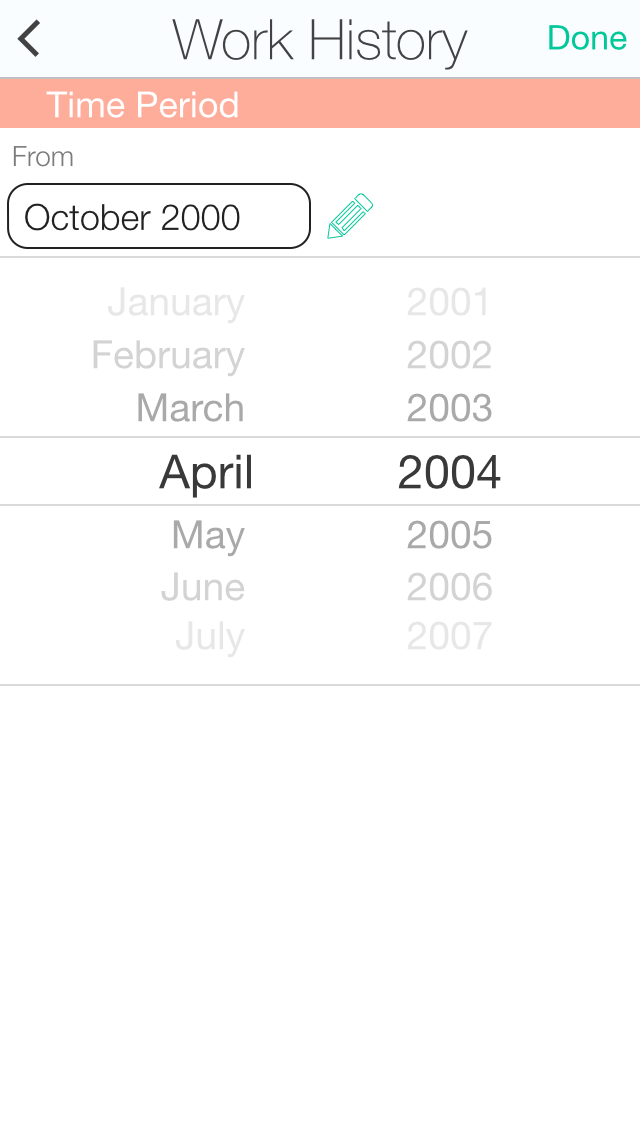 Work History Done
Time Period
From
October 2000
January 2001
February 2002
March 2003
April 2004
May 2005
June 2006
July 2007